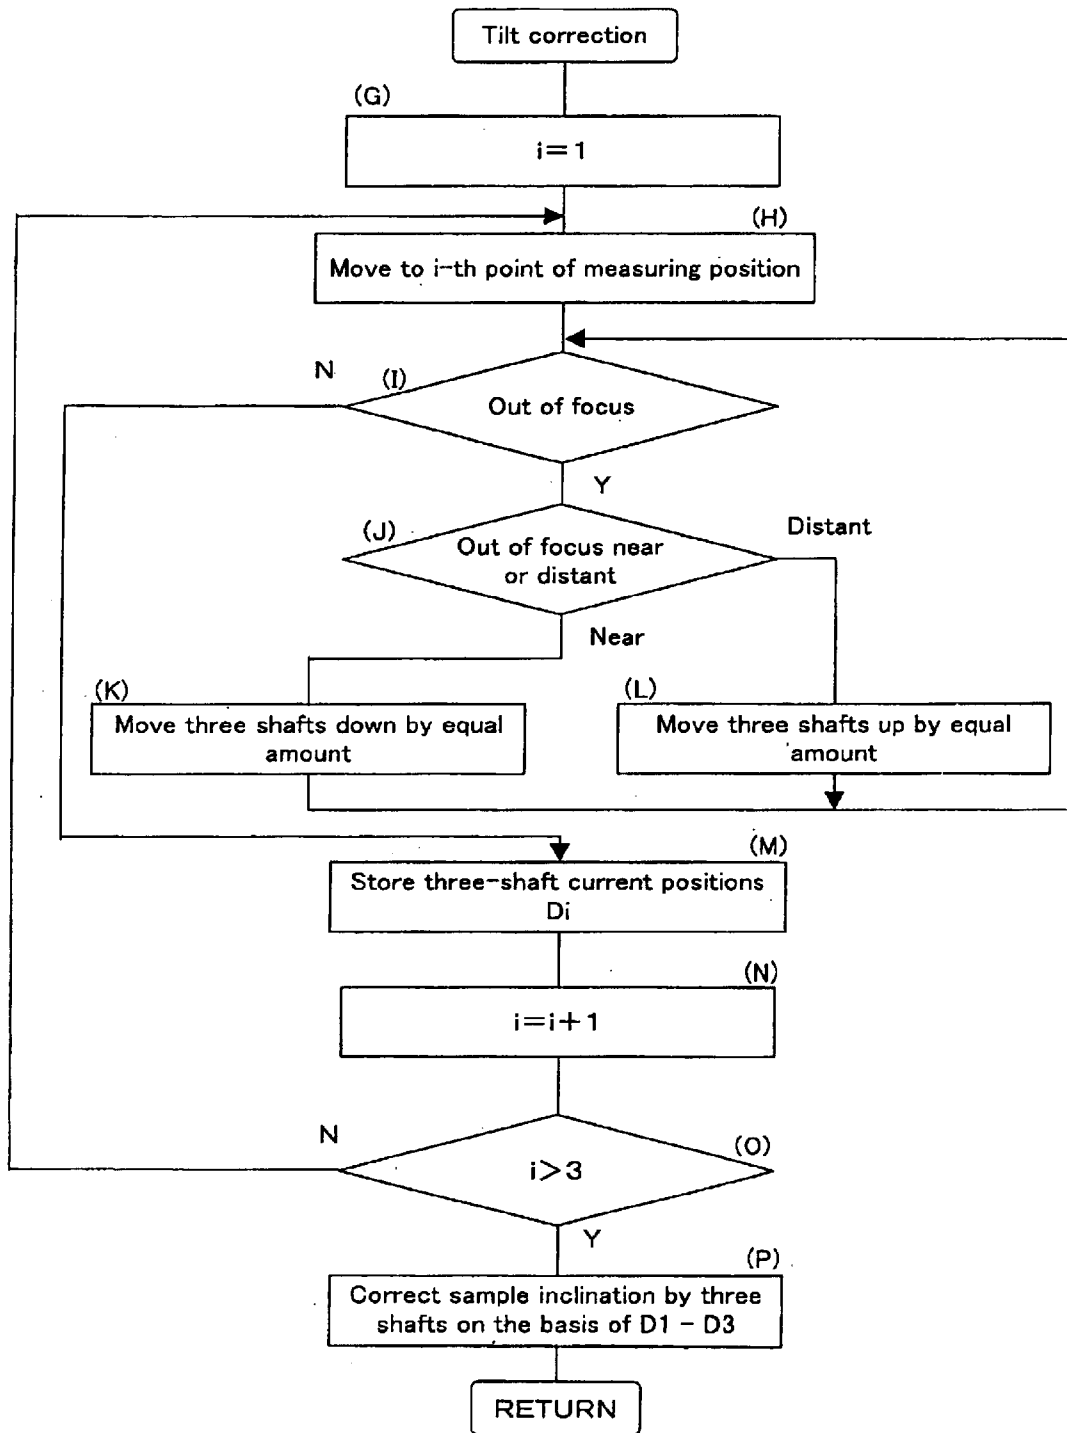 Tilt correction
(G)
i=1
(H)
Move to i-th point of measuring position
N
(I)
Out of focus
Y
(J)
Distant
Out of focus near
or distant
Near
(K)
(L)
Move three shafts down by equal
amount
Move three shafts up by equal
amount
(M)
Store three-shaft current positions
Di
(N)
i=i+1
N
(O)
i>3
Y
(P)
Correct sample inclination by three
shafts on the basis of D1 - D3
RETURN